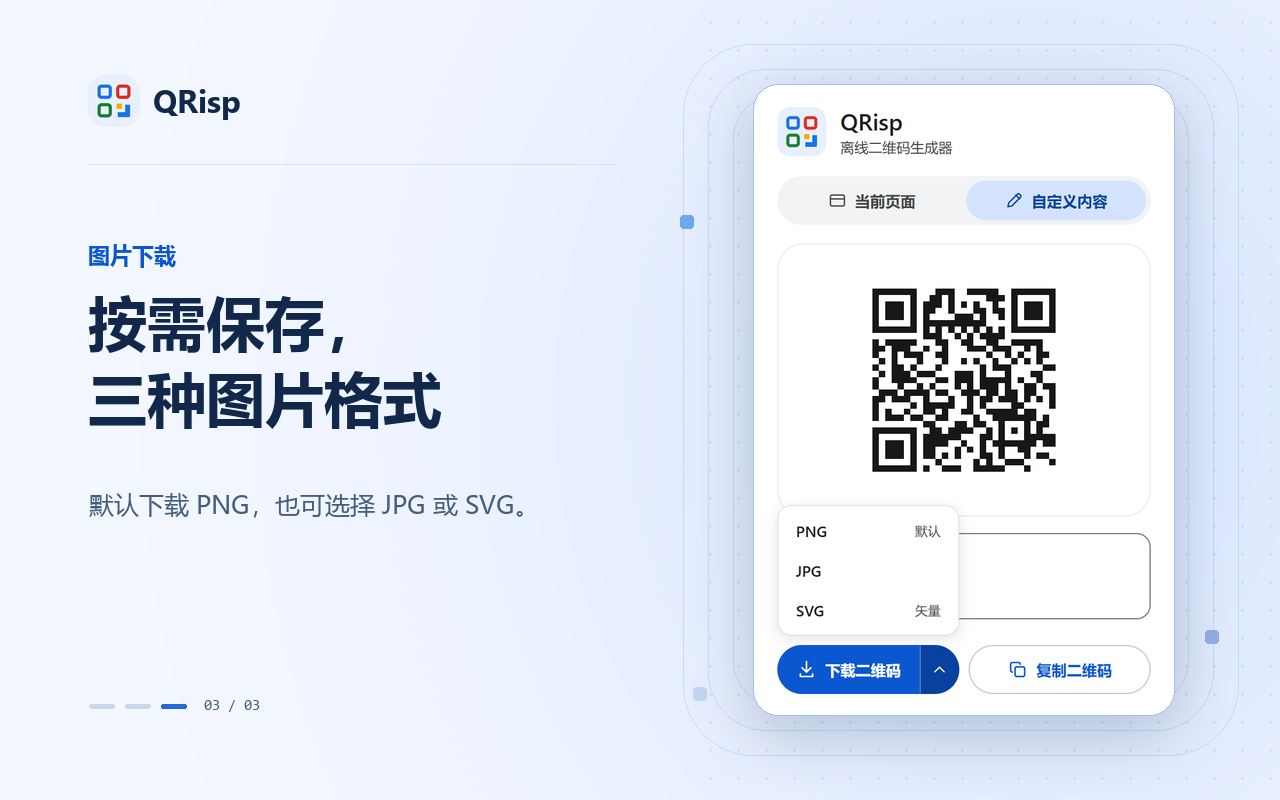 QRisp
图片下载
按需保存，
三种图片格式
默认下载 PNG，也可选择 JPG 或 SVG。
03 / 03
QRisp
离线二维码生成器
当前页面
自定义内容
PNG 默认
JPG
SVG 矢量
下载二维码
复制二维码